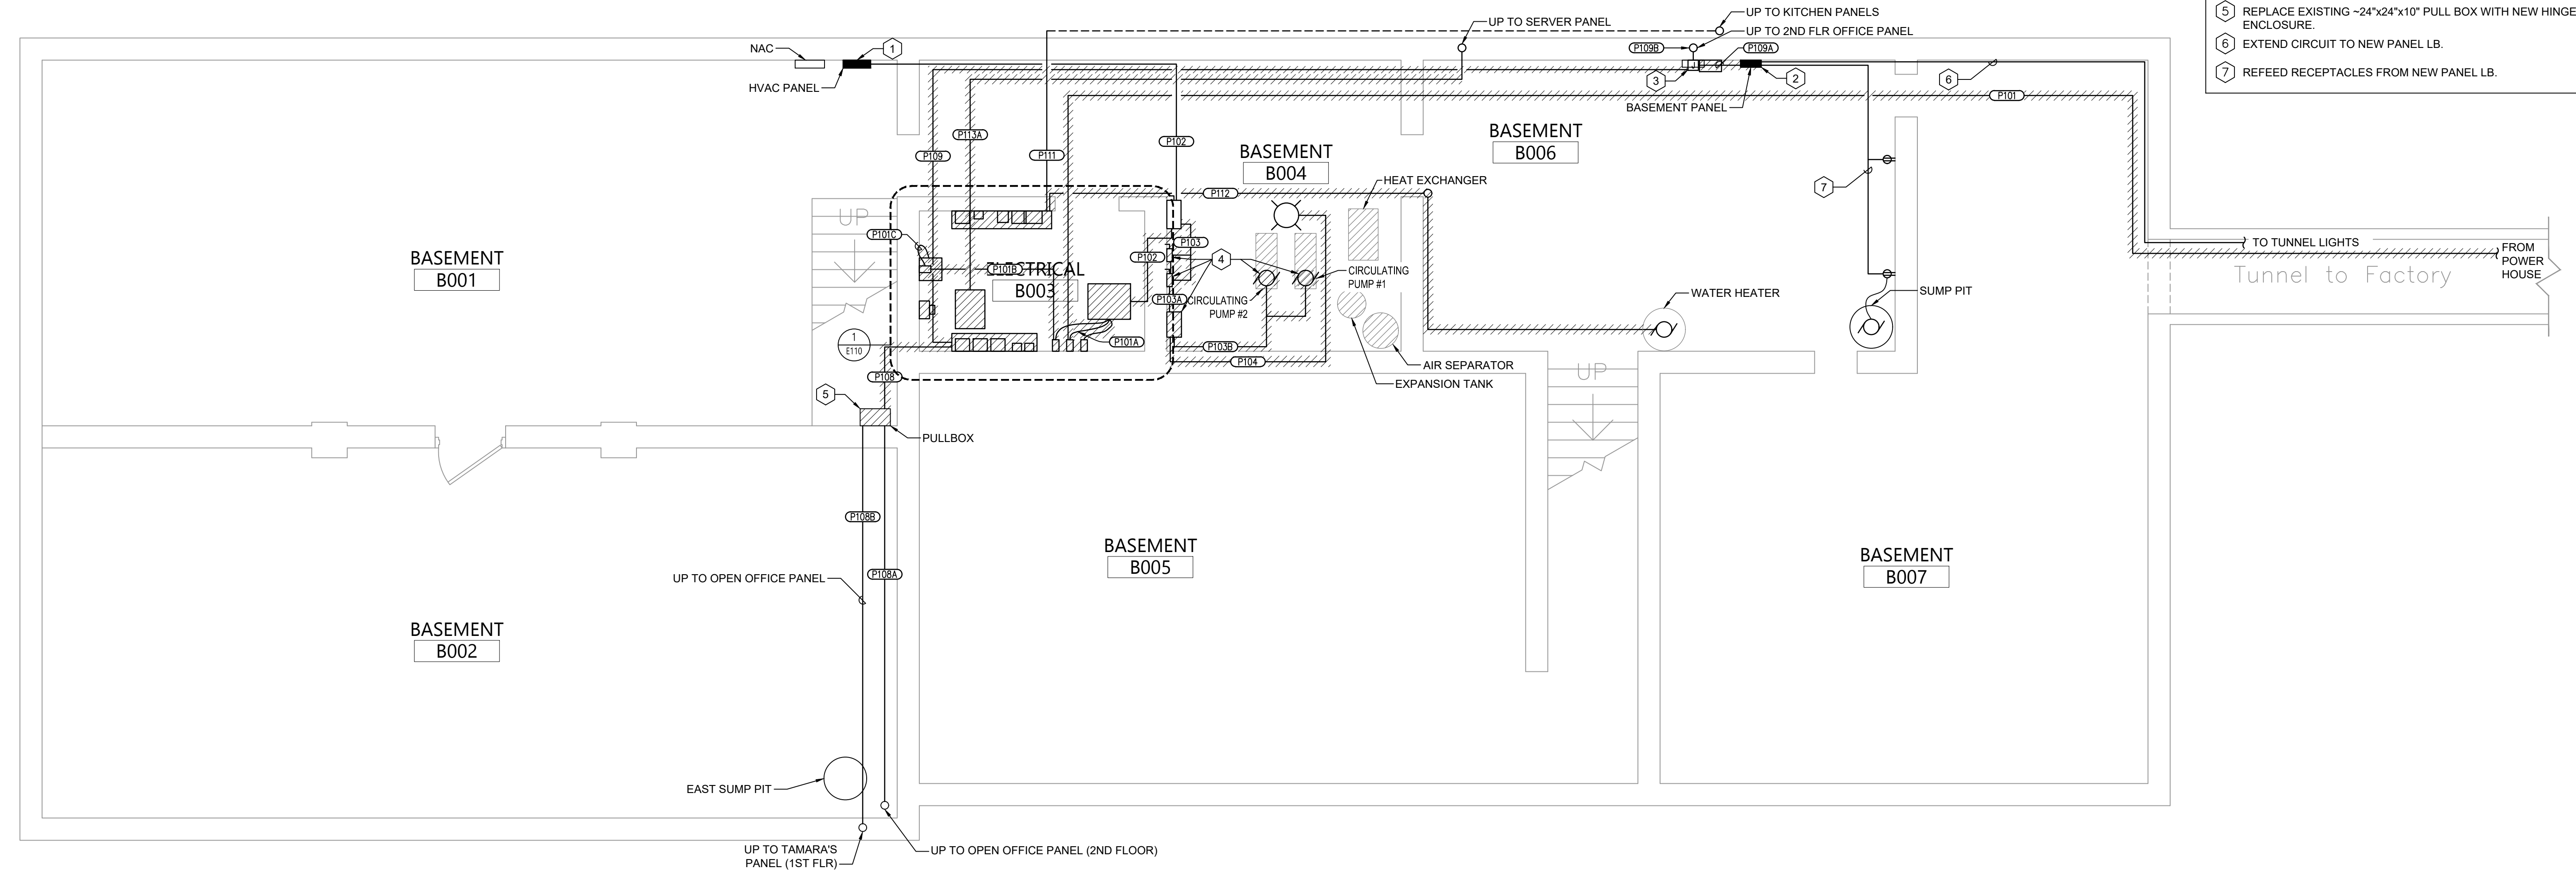 5 REPLACE EXISTING ~24"x24"x10" PULL BOX WITH NEW HINGE
ENCLOSURE.
6 EXTEND CIRCUIT TO NEW PANEL LB.
7 REFEED RECEPTACLES FROM NEW PANEL LB.
UP TO KITCHEN PANELS
UP TO SERVER PANEL
UP TO 2ND FLR OFFICE PANEL
NAC
1
P109B
P109A
HVAC PANEL
3
2
6
BASEMENT PANEL
P101
P113A
P109
P111
P102
BASEMENT
B004
BASEMENT
B006
HEAT EXCHANGER
P112
7
UP
P101C
P103
P102
4
BASEMENT
B001
P101B
ELECTRICAL
B003
CIRCULATING
PUMP #1
P103A
CIRCULATING
PUMP #2
WATER HEATER
SUMP PIT
TO TUNNEL LIGHTS
FROM
POWER
HOUSE
Tunnel to Factory
1
E110
P101A
P103B
P104
AIR SEPARATOR
EXPANSION TANK
P108
5
UP
PULLBOX
P108B
P108A
UP TO OPEN OFFICE PANEL
BASEMENT
B005
BASEMENT
B007
BASEMENT
B002
EAST SUMP PIT
UP TO TAMARA'S
PANEL (1ST FLR)
UP TO OPEN OFFICE PANEL (2ND FLOOR)